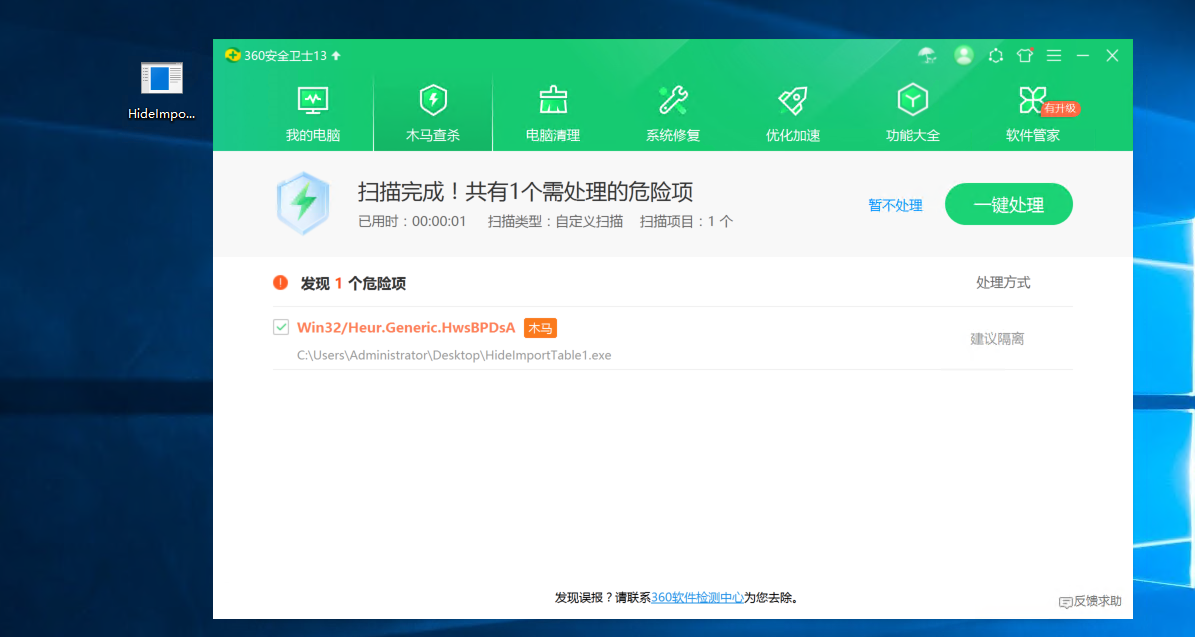 HideImpo...
360安全卫士13
我的电脑
木马查杀
电脑清理
系统修复
优化加速
功能大全
软件管家
有升级
扫描完成！共有1个需处理的危险项
已用时：00:00:01 扫描类型：自定义扫描 扫描项目：1 个
暂不处理
一键处理
发现 1 个危险项
处理方式
Win32/Heur.Generic.HwsBPDsA 木马
C:\Users\Administrator\Desktop\HideImportTable1.exe
建议隔离
发现误报？请联系360软件检测中心为您去除。
反馈求助